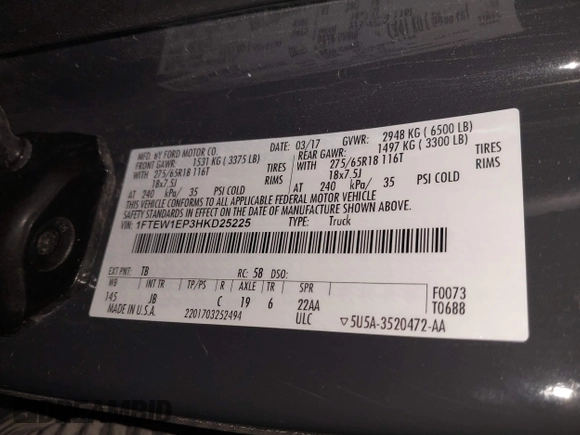 MFD. BY FORD MOTOR CO.
DATE: 03/17 GVWR: 2948 KG ( 6500 LB)
FRONT GAWR: 1531 KG ( 3375 LB) REAR GAWR: 1497 KG ( 3300 LB)
WITH 275/65R18 116T TIRES WITH 275/65R18 116T TIRES
18x7.5J RIMS 18x7.5J RIMS
AT 240 kPa/ 35 PSI COLD AT 240 kPa/ 35 PSI COLD
THIS VEHICLE CONFORMS TO ALL APPLICABLE FEDERAL MOTOR VEHICLE
SAFETY STANDARDS IN EFFECT ON THE DATE OF MANUFACTURE SHOWN ABOVE.
VIN: 1FTEW1EP3HKD25225 TYPE: Truck
EXT PNT: TB RC: 58 DSO:
WB TP/PS R AXLE TR SPR F0073
145 JB C 19 6 22AA T0688
MADE IN U.S.A. 2201703252494 ULC ▽5U5A-3520472-AA